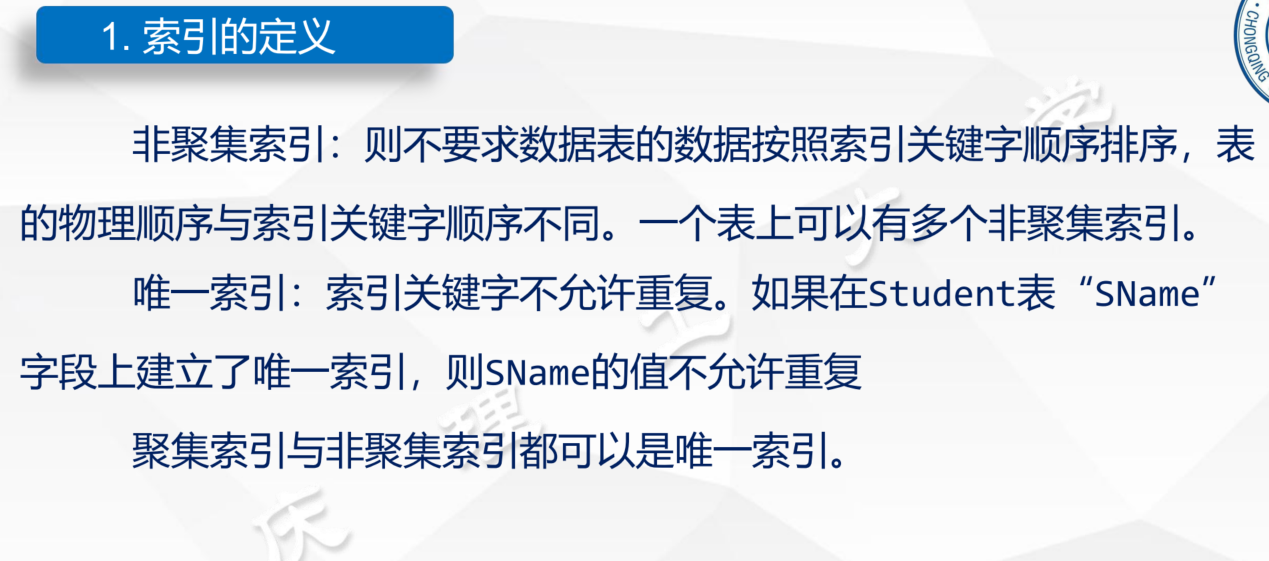 CHONGQING
1. 索引的定义
非聚集索引：则不要求数据表的数据按照索引关键字顺序排序，表
的物理顺序与索引关键字顺序不同。一个表上可以有多个非聚集索引。
唯一索引：索引关键字不允许重复。如果在Student表“SName”
字段上建立了唯一索引，则SName的值不允许重复
聚集索引与非聚集索引都可以是唯一索引。
庆理工大学